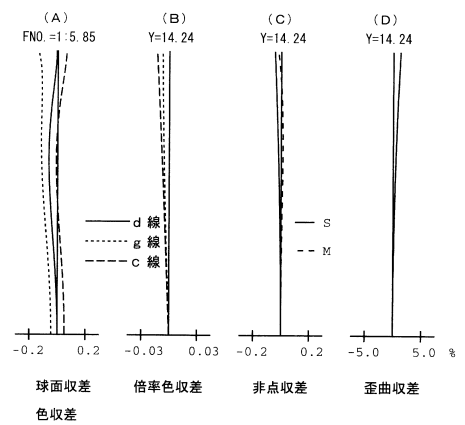 (A)
FNO.=1:5.85
(B)
Y=14.24
(C)
Y=14.24
(D)
Y=14.24
d 線
g 線
c 線
S
M
-0.2 0.2
-0.03 0.03
-0.2 0.2
-5.0 5.0 %
球面収差
色収差
倍率色収差
非点収差
歪曲収差